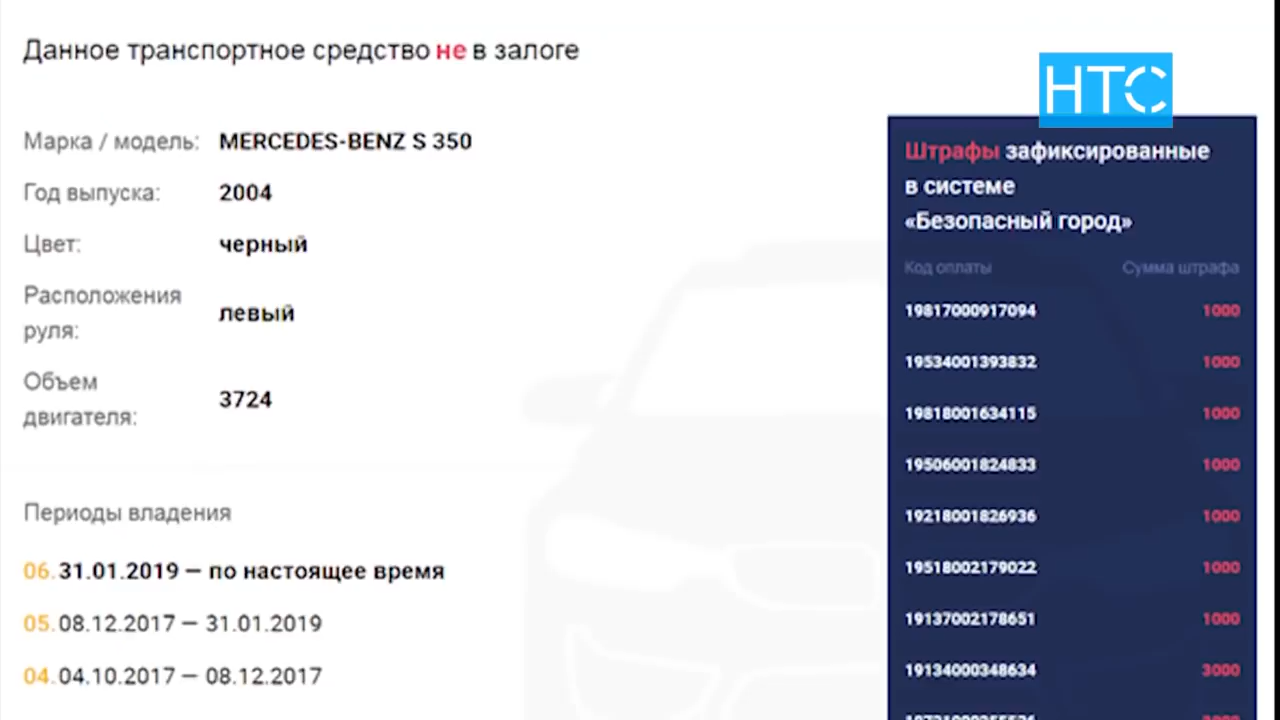 Данное транспортное средство не в залоге
НТС
Марка / модель: MERCEDES-BENZ S 350
Год выпуска: 2004
Цвет: черный
Расположения
руля: левый
Объем
двигателя: 3724
Периоды владения
06. 31.01.2019 — по настоящее время
05. 08.12.2017 — 31.01.2019
04. 04.10.2017 — 08.12.2017
Штрафы зафиксированные
в системе
«Безопасный город»
Код оплаты Сумма штрафа
19817000917094 1000
19534001393832 1000
19818001634115 1000
19506001824833 1000
19218001826936 1000
19518002179022 1000
19137002178651 1000
19134000348634 3000